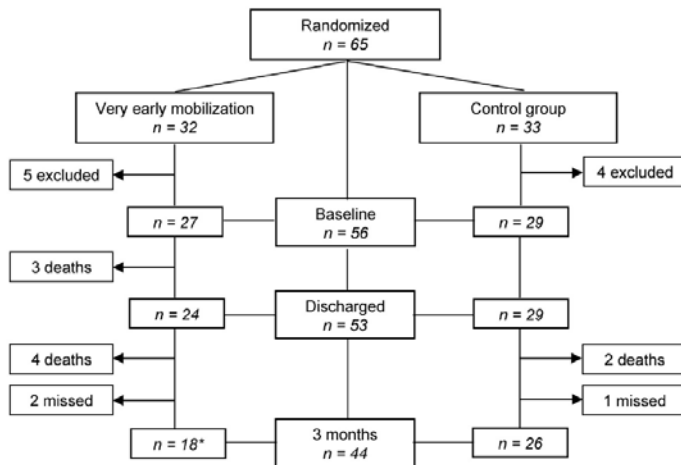 Randomized
n = 65
Very early mobilization
n = 32
Control group
n = 33
5 excluded
4 excluded
n = 27
Baseline
n = 56
n = 29
3 deaths
n = 24
Discharged
n = 53
n = 29
4 deaths
2 deaths
2 missed
1 missed
n = 18*
3 months
n = 44
n = 26